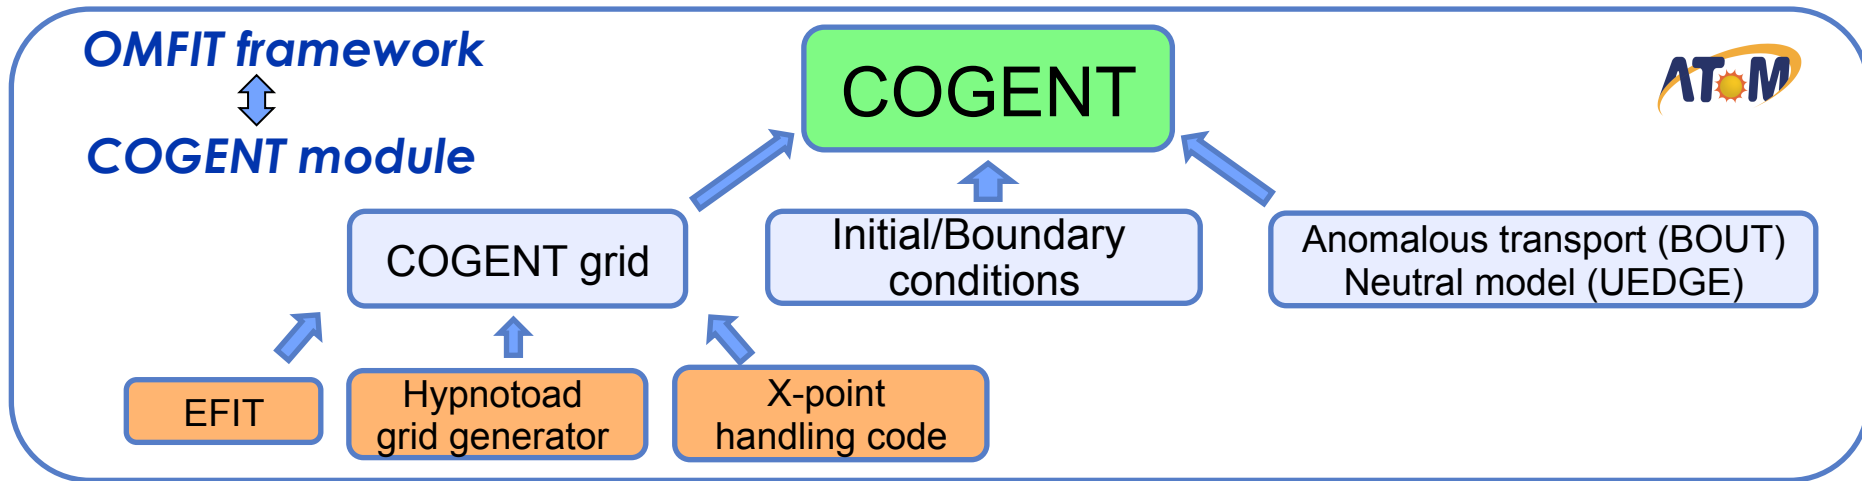 OMFIT framework
COGENT module
COGENT
ATOM
COGENT grid
Initial/Boundary
conditions
Anomalous transport (BOUT)
Neutral model (UEDGE)
EFIT
Hypnotoad
grid generator
X-point
handling code